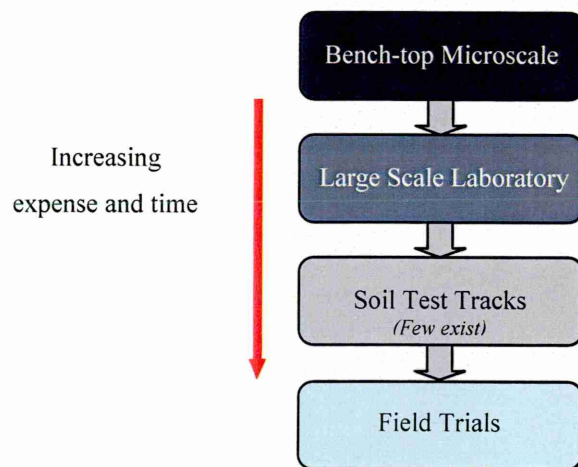 Bench-top Microscale
Increasing
expense and time
Large Scale Laboratory
Soil Test Tracks
(Few exist)
Field Trials